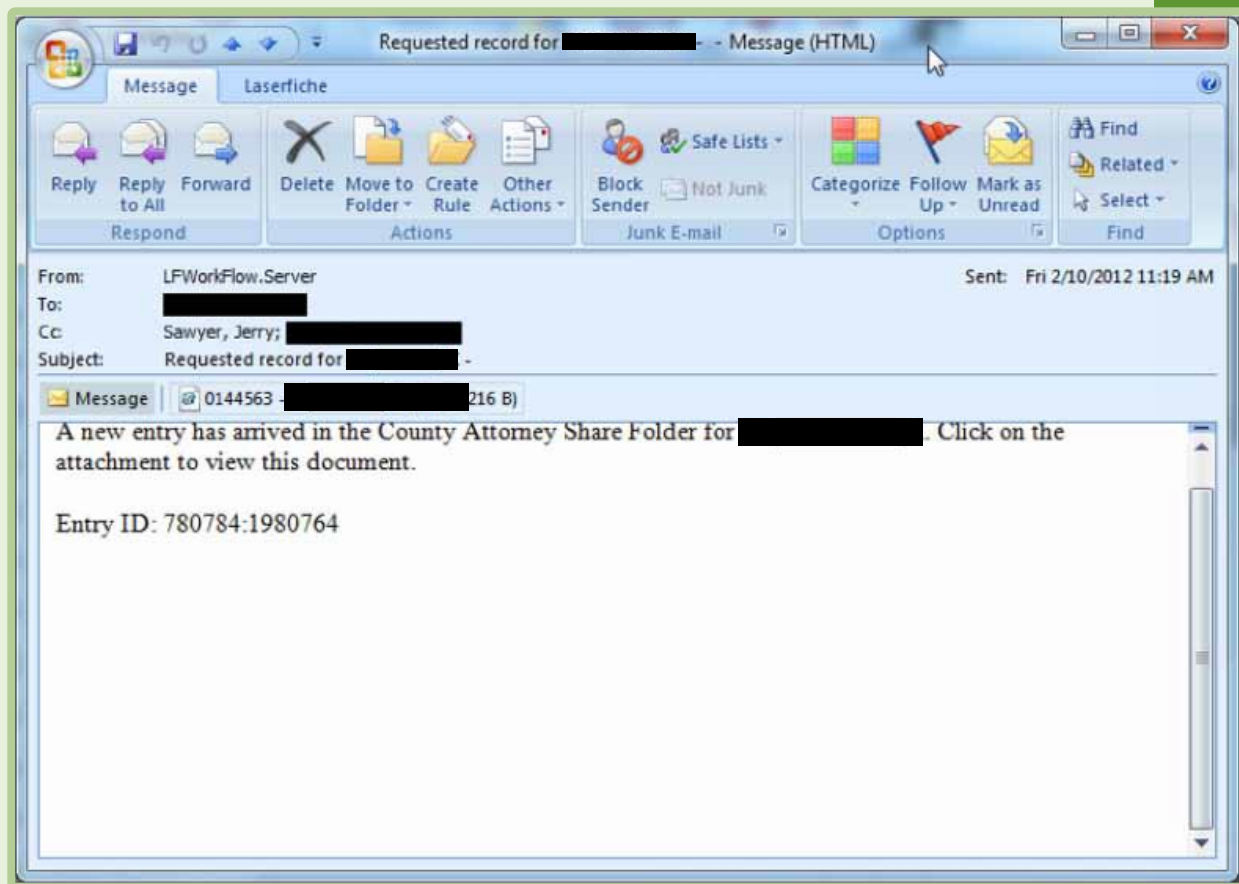 Requested record for - - Message (HTML)
Message Laserfiche
Reply Reply to All Forward Delete Move to Folder Create Rule Other Actions Block Sender Safe Lists Not Junk Categorize Follow Up Mark as Unread Find Related Select
Respond Actions Junk E-mail Options Find
From: LFWorkFlow.Server Sent: Fri 2/10/2012 11:19 AM
To:
Cc: Sawyer, Jerry;
Subject: Requested record for -
Message 0144563 - 216 B)
A new entry has arrived in the County Attorney Share Folder for . Click on the
attachment to view this document.
Entry ID: 780784:1980764